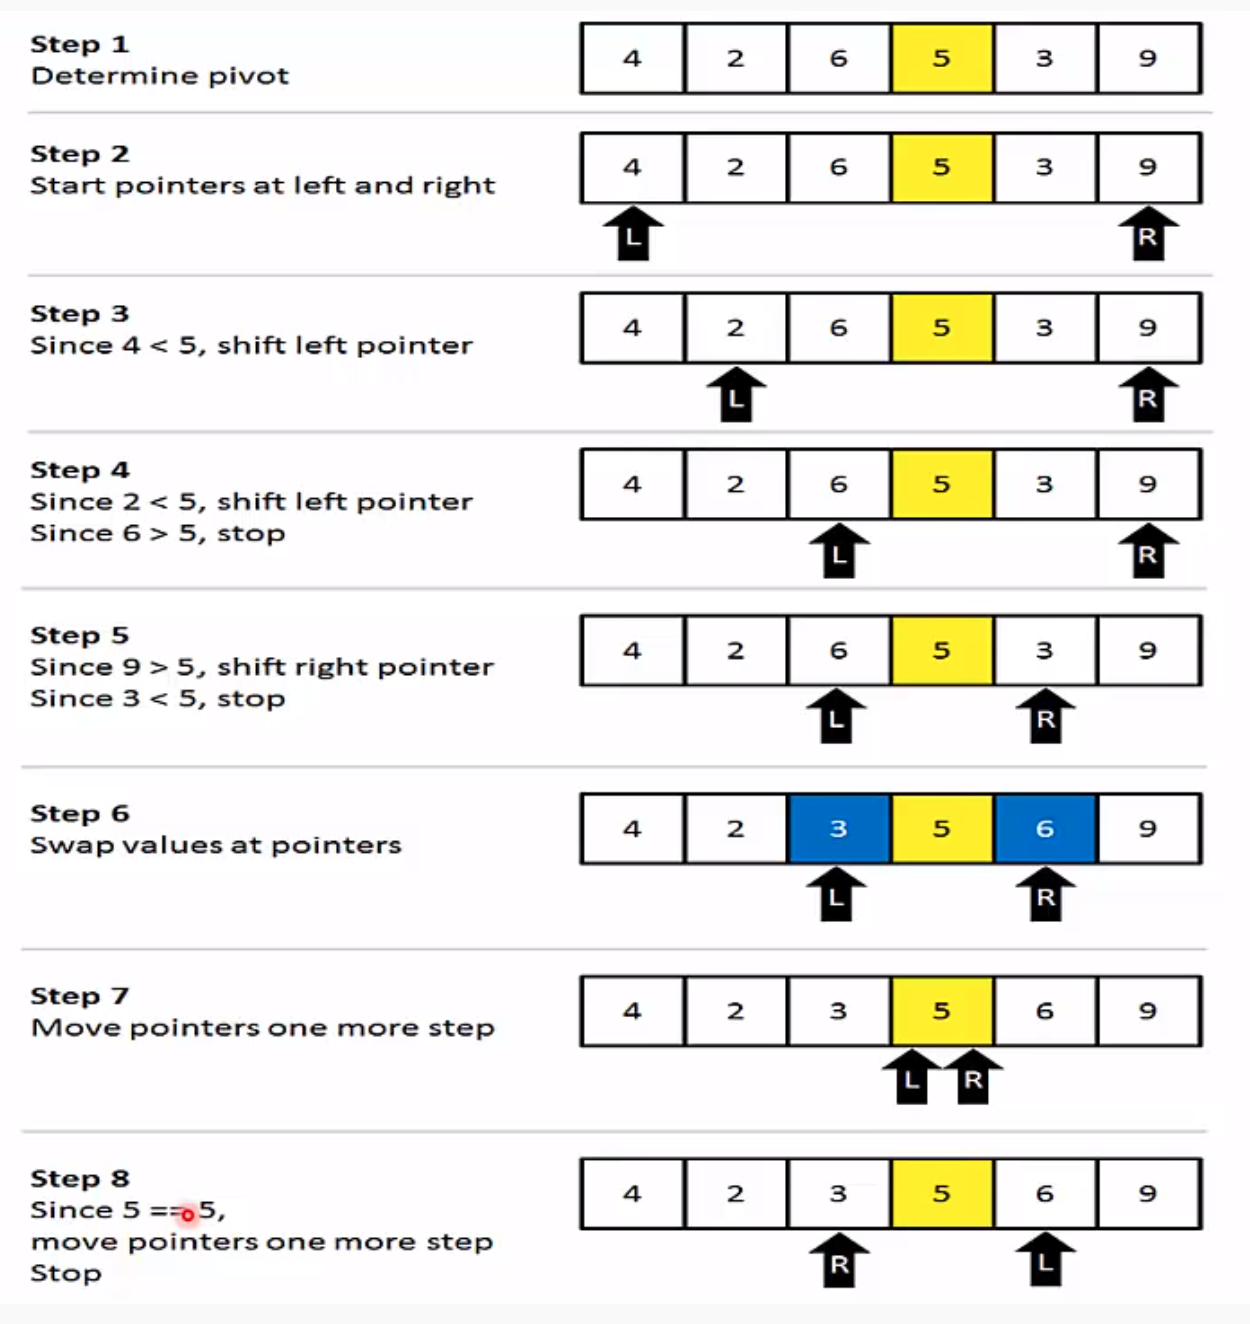 Step 1
Determine pivot
4 2 6 5 3 9
Step 2
Start pointers at left and right
4 2 6 5 3 9
L R
Step 3
Since 4 < 5, shift left pointer
4 2 6 5 3 9
L R
Step 4
Since 2 < 5, shift left pointer
Since 6 > 5, stop
4 2 6 5 3 9
L R
Step 5
Since 9 > 5, shift right pointer
Since 3 < 5, stop
4 2 6 5 3 9
L R
Step 6
Swap values at pointers
4 2 3 5 6 9
L R
Step 7
Move pointers one more step
4 2 3 5 6 9
L R
Step 8
Since 5 == 5,
move pointers one more step
Stop
4 2 3 5 6 9
R L